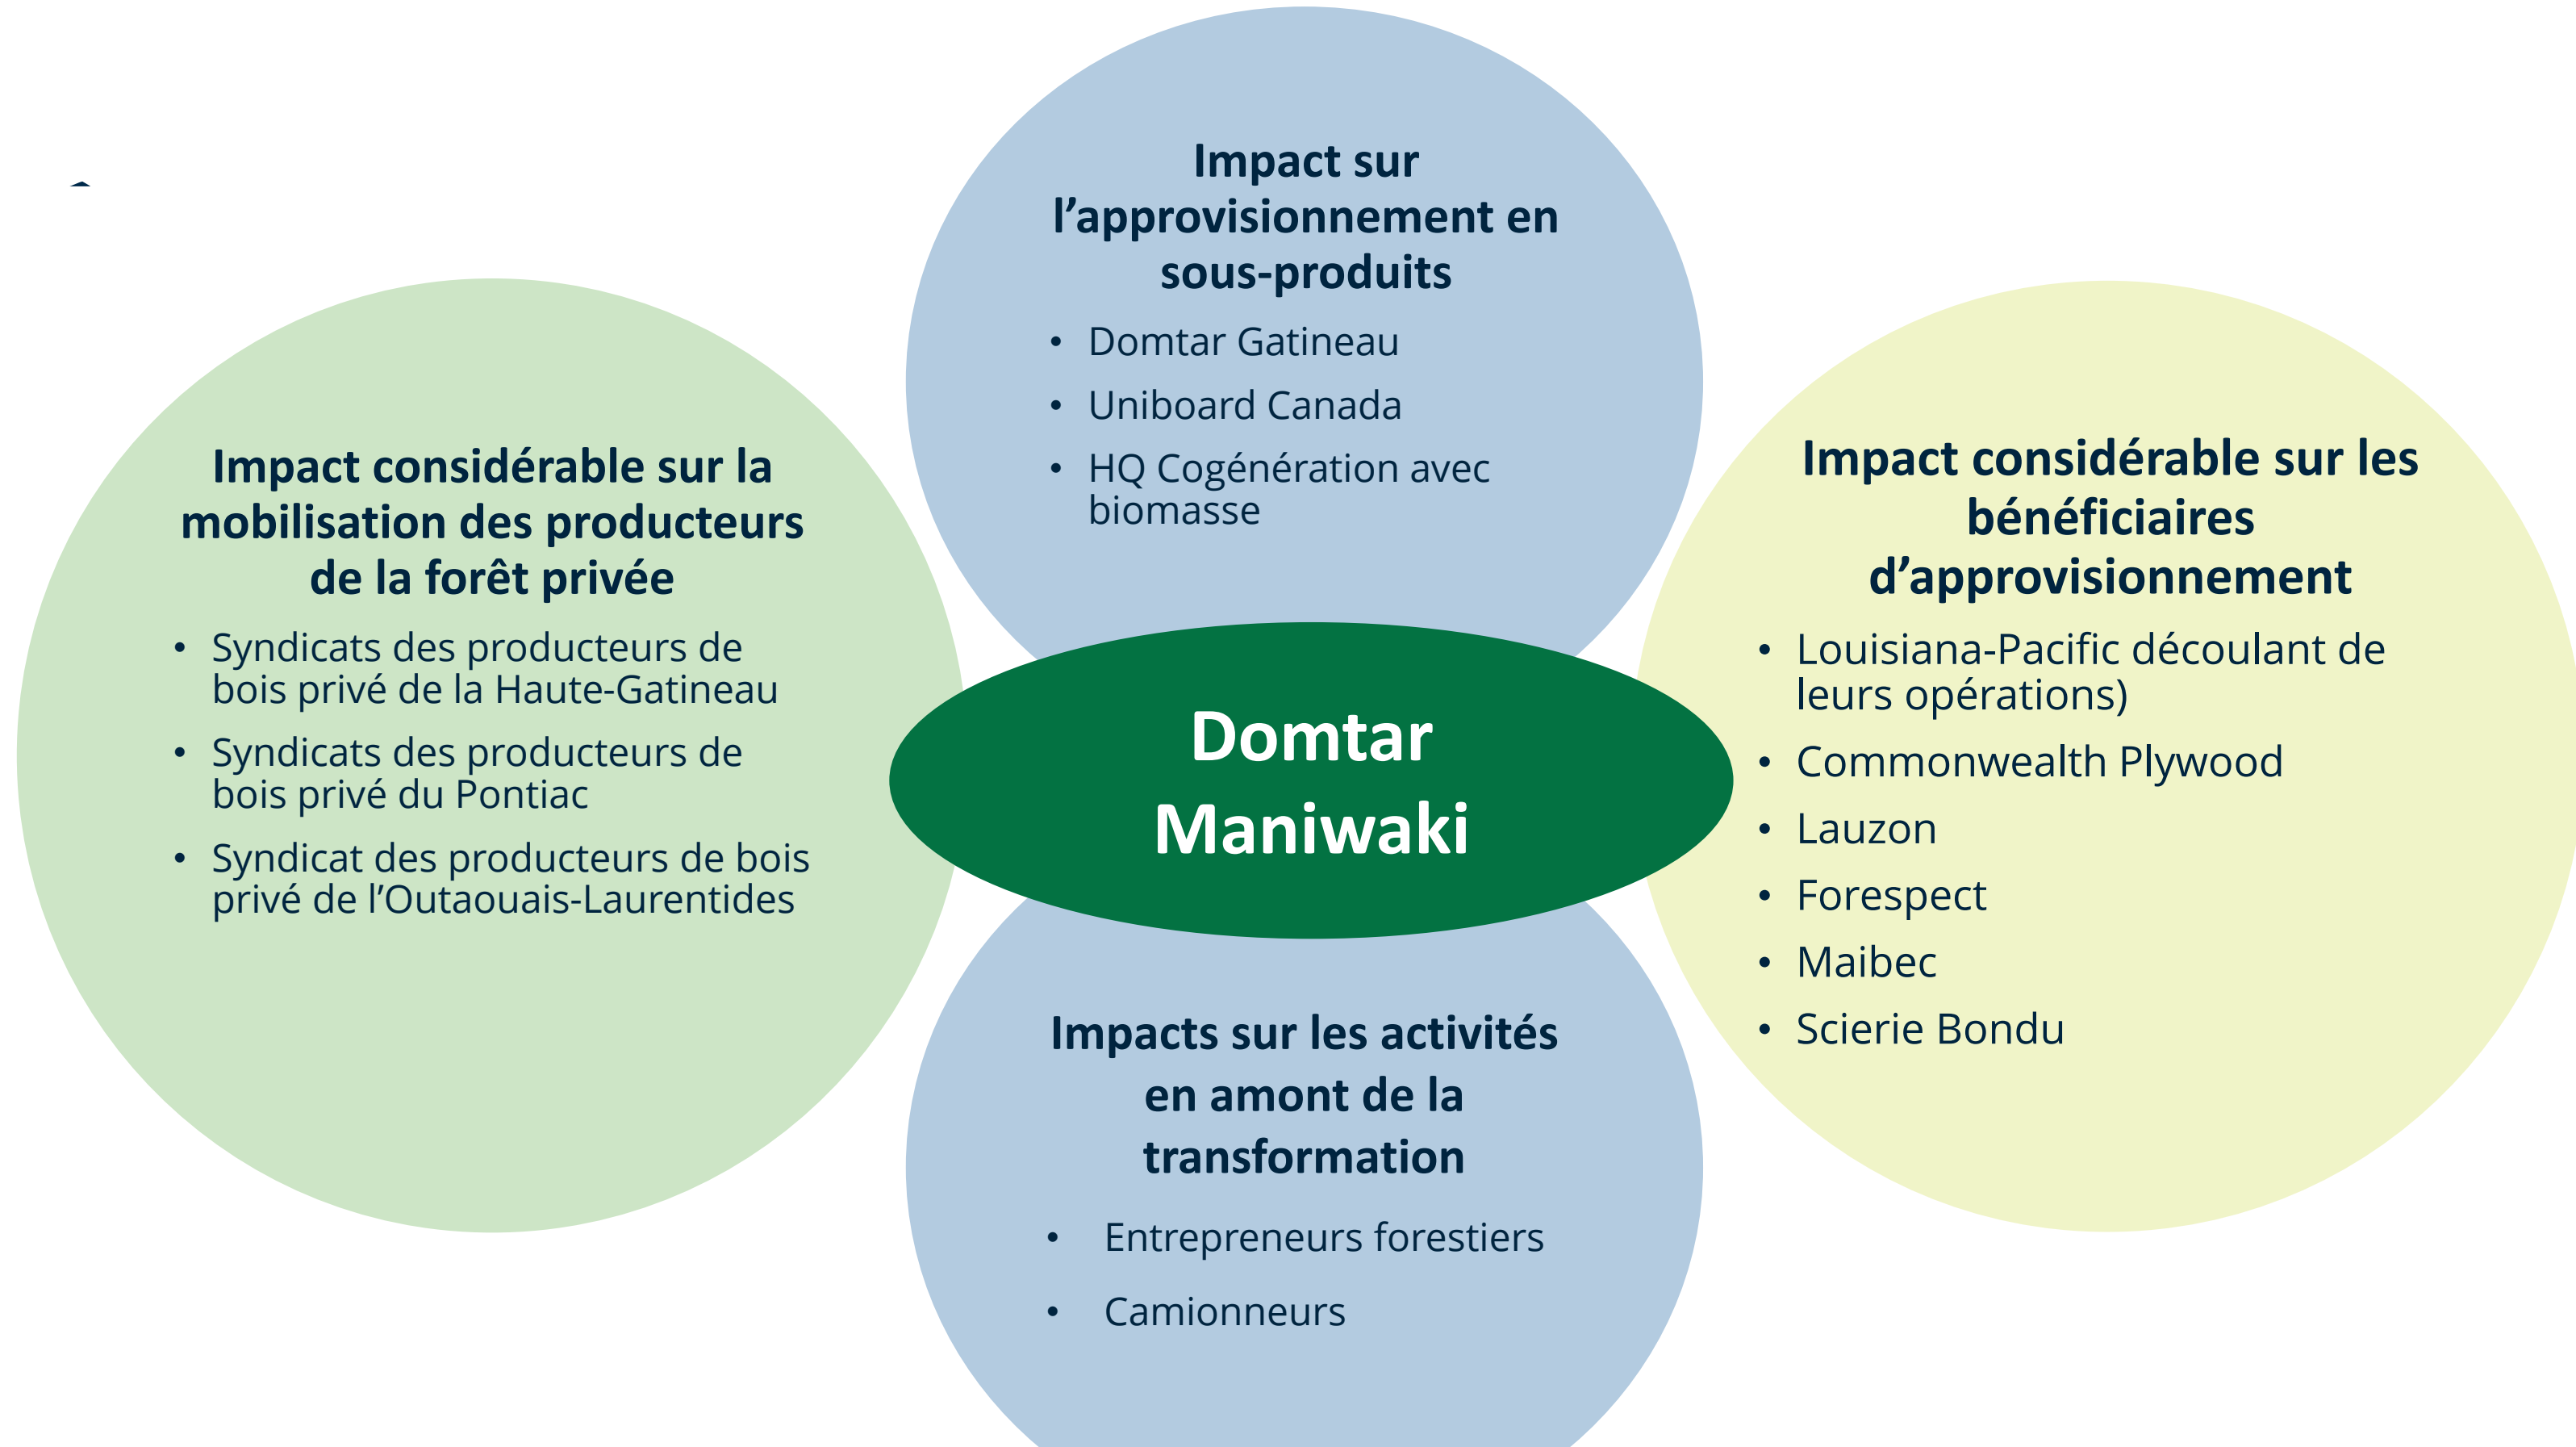 Impact sur
l’approvisionnement en
sous-produits
• Domtar Gatineau
• Uniboard Canada
• HQ Cogénération avec
biomasse
Impact considérable sur la
mobilisation des producteurs
de la forêt privée
• Syndicats des producteurs de
bois privé de la Haute-Gatineau
• Syndicats des producteurs de
bois privé du Pontiac
• Syndicat des producteurs de bois
privé de l’Outaouais-Laurentides
Domtar
Maniwaki
Impact considérable sur les
bénéficiaires
d’approvisionnement
• Louisiana-Pacific découlant de
leurs opérations)
• Commonwealth Plywood
• Lauzon
• Forespect
• Maibec
• Scierie Bondu
Impacts sur les activités
en amont de la
transformation
• Entrepreneurs forestiers
• Camionneurs